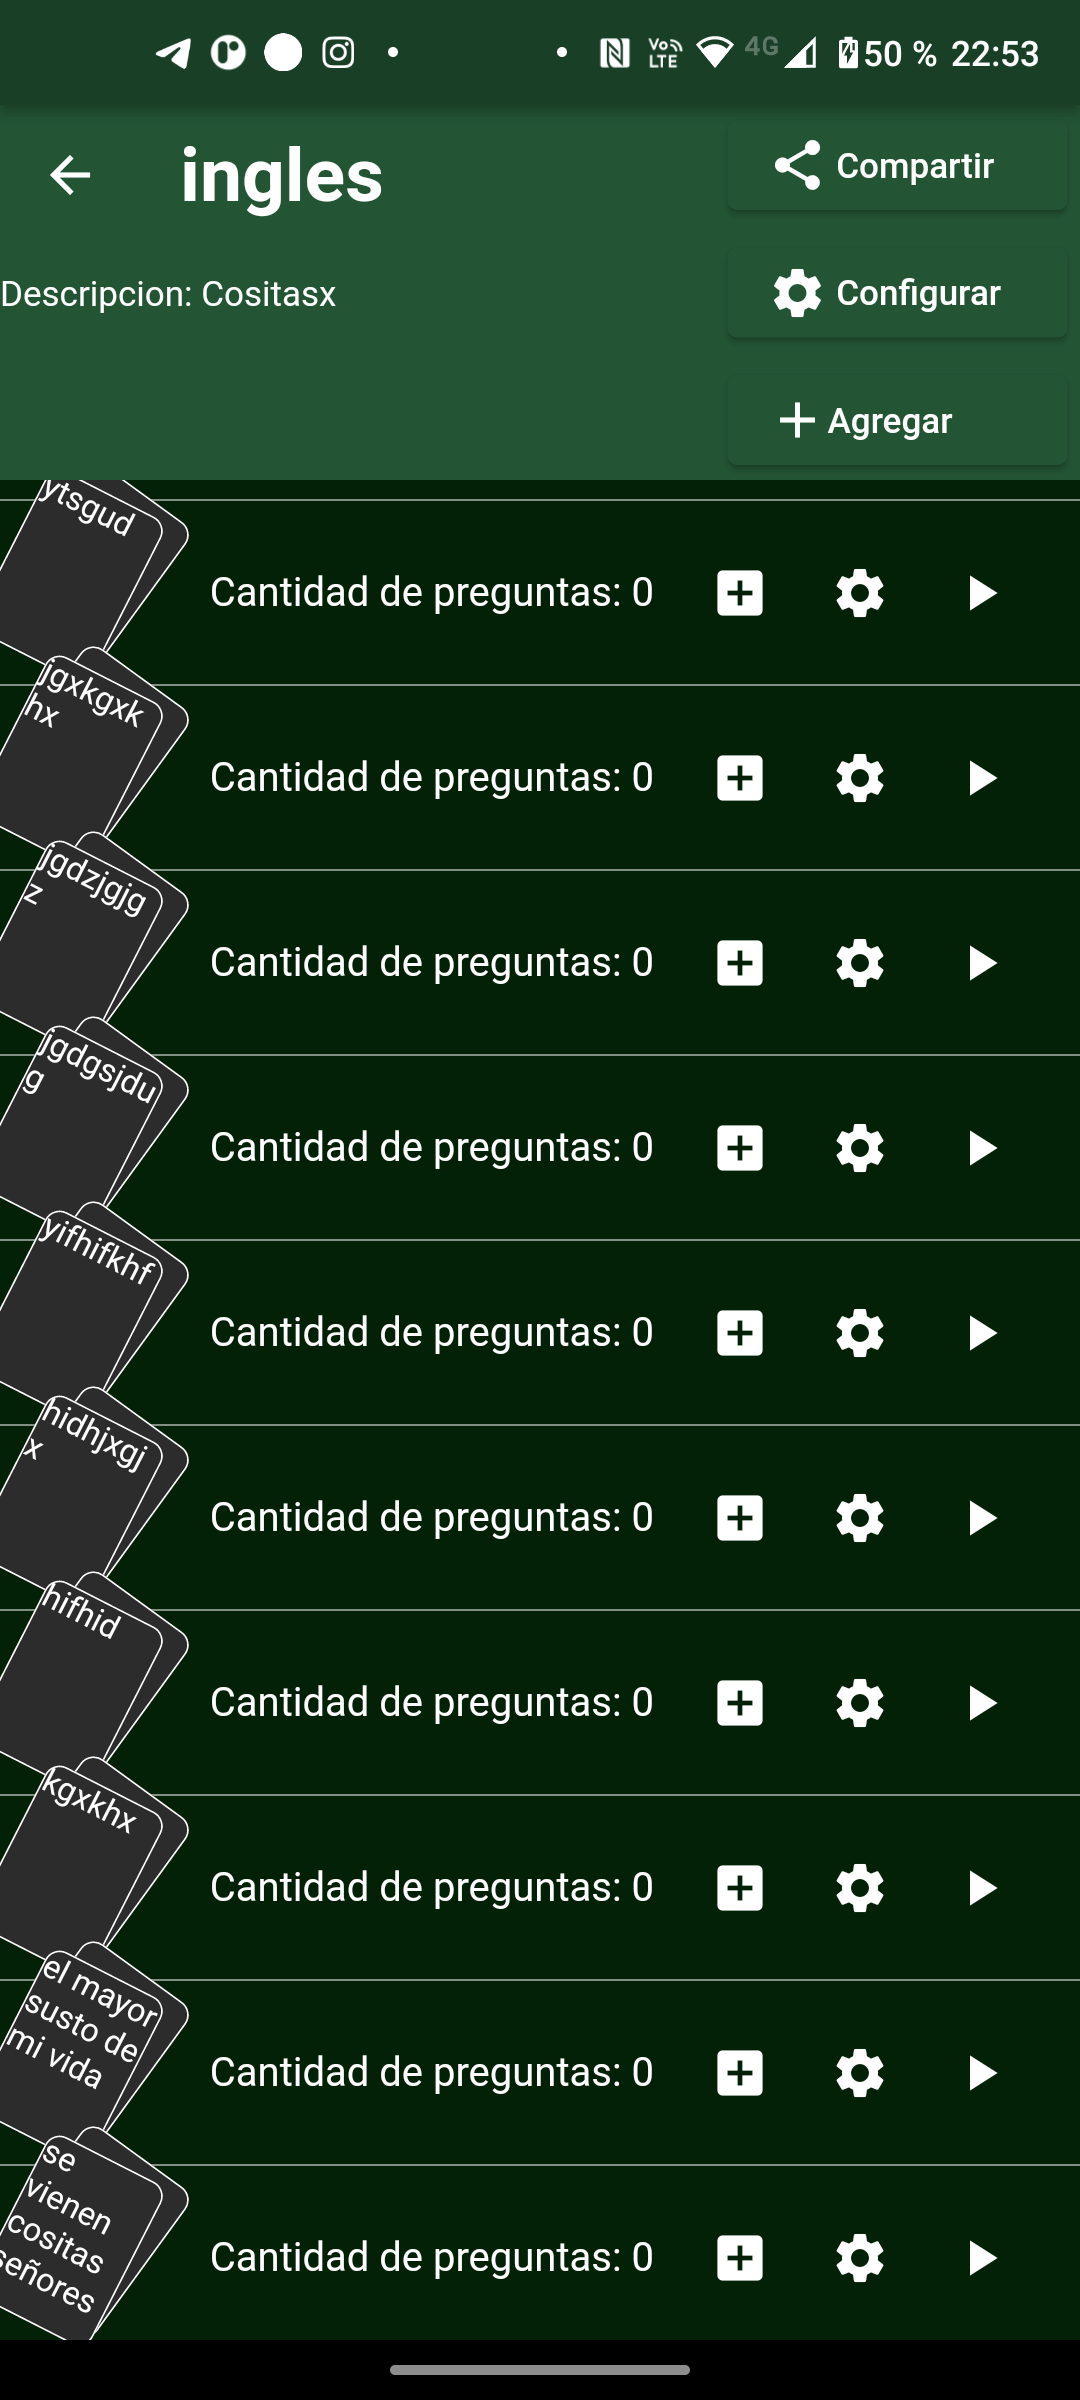 Vo LTE 4G 50 % 22:53
ingles
Compartir
Descripcion: Cositasx
Configurar
Agregar
ytsgud
Cantidad de preguntas: 0
jgxkgxk
hx
Cantidad de preguntas: 0
jgdzjgjg
z
Cantidad de preguntas: 0
jgdgsjdu
g
Cantidad de preguntas: 0
yifhifkhf
Cantidad de preguntas: 0
hidhjxgj
x
Cantidad de preguntas: 0
hifhid
Cantidad de preguntas: 0
kgxkhx
Cantidad de preguntas: 0
el mayor
susto de
mi vida
Cantidad de preguntas: 0
se
vienen
cositas
señores
Cantidad de preguntas: 0